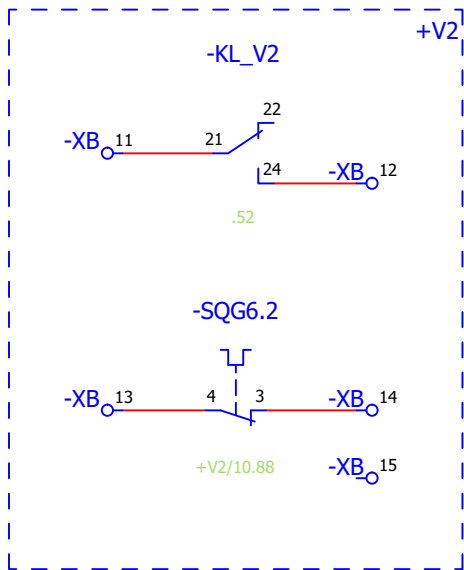 +V2
-KL_V2
22
-XB 11 21
24 -XB 12
.52
-SQG6.2
-XB 13 4 3 -XB 14
+V2/10.88
-XB 15